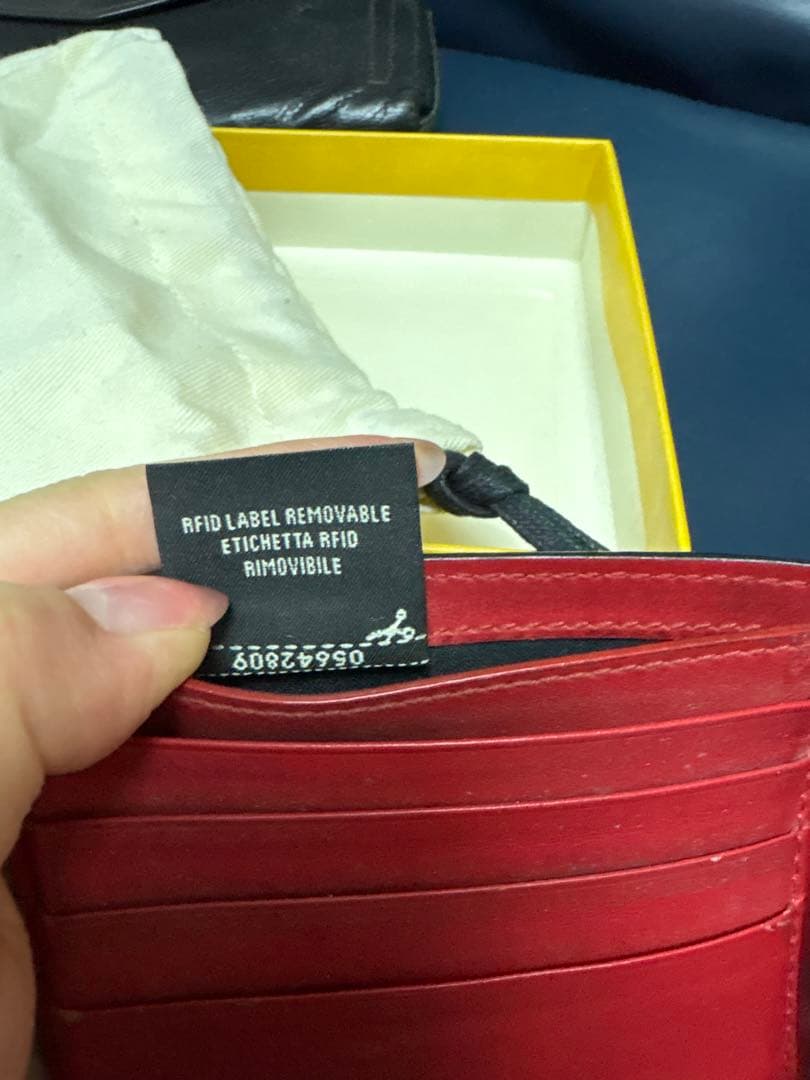 RFID LABEL REMOVABLE
ETICHETTA RFID
RIMOVIBILE
05642809